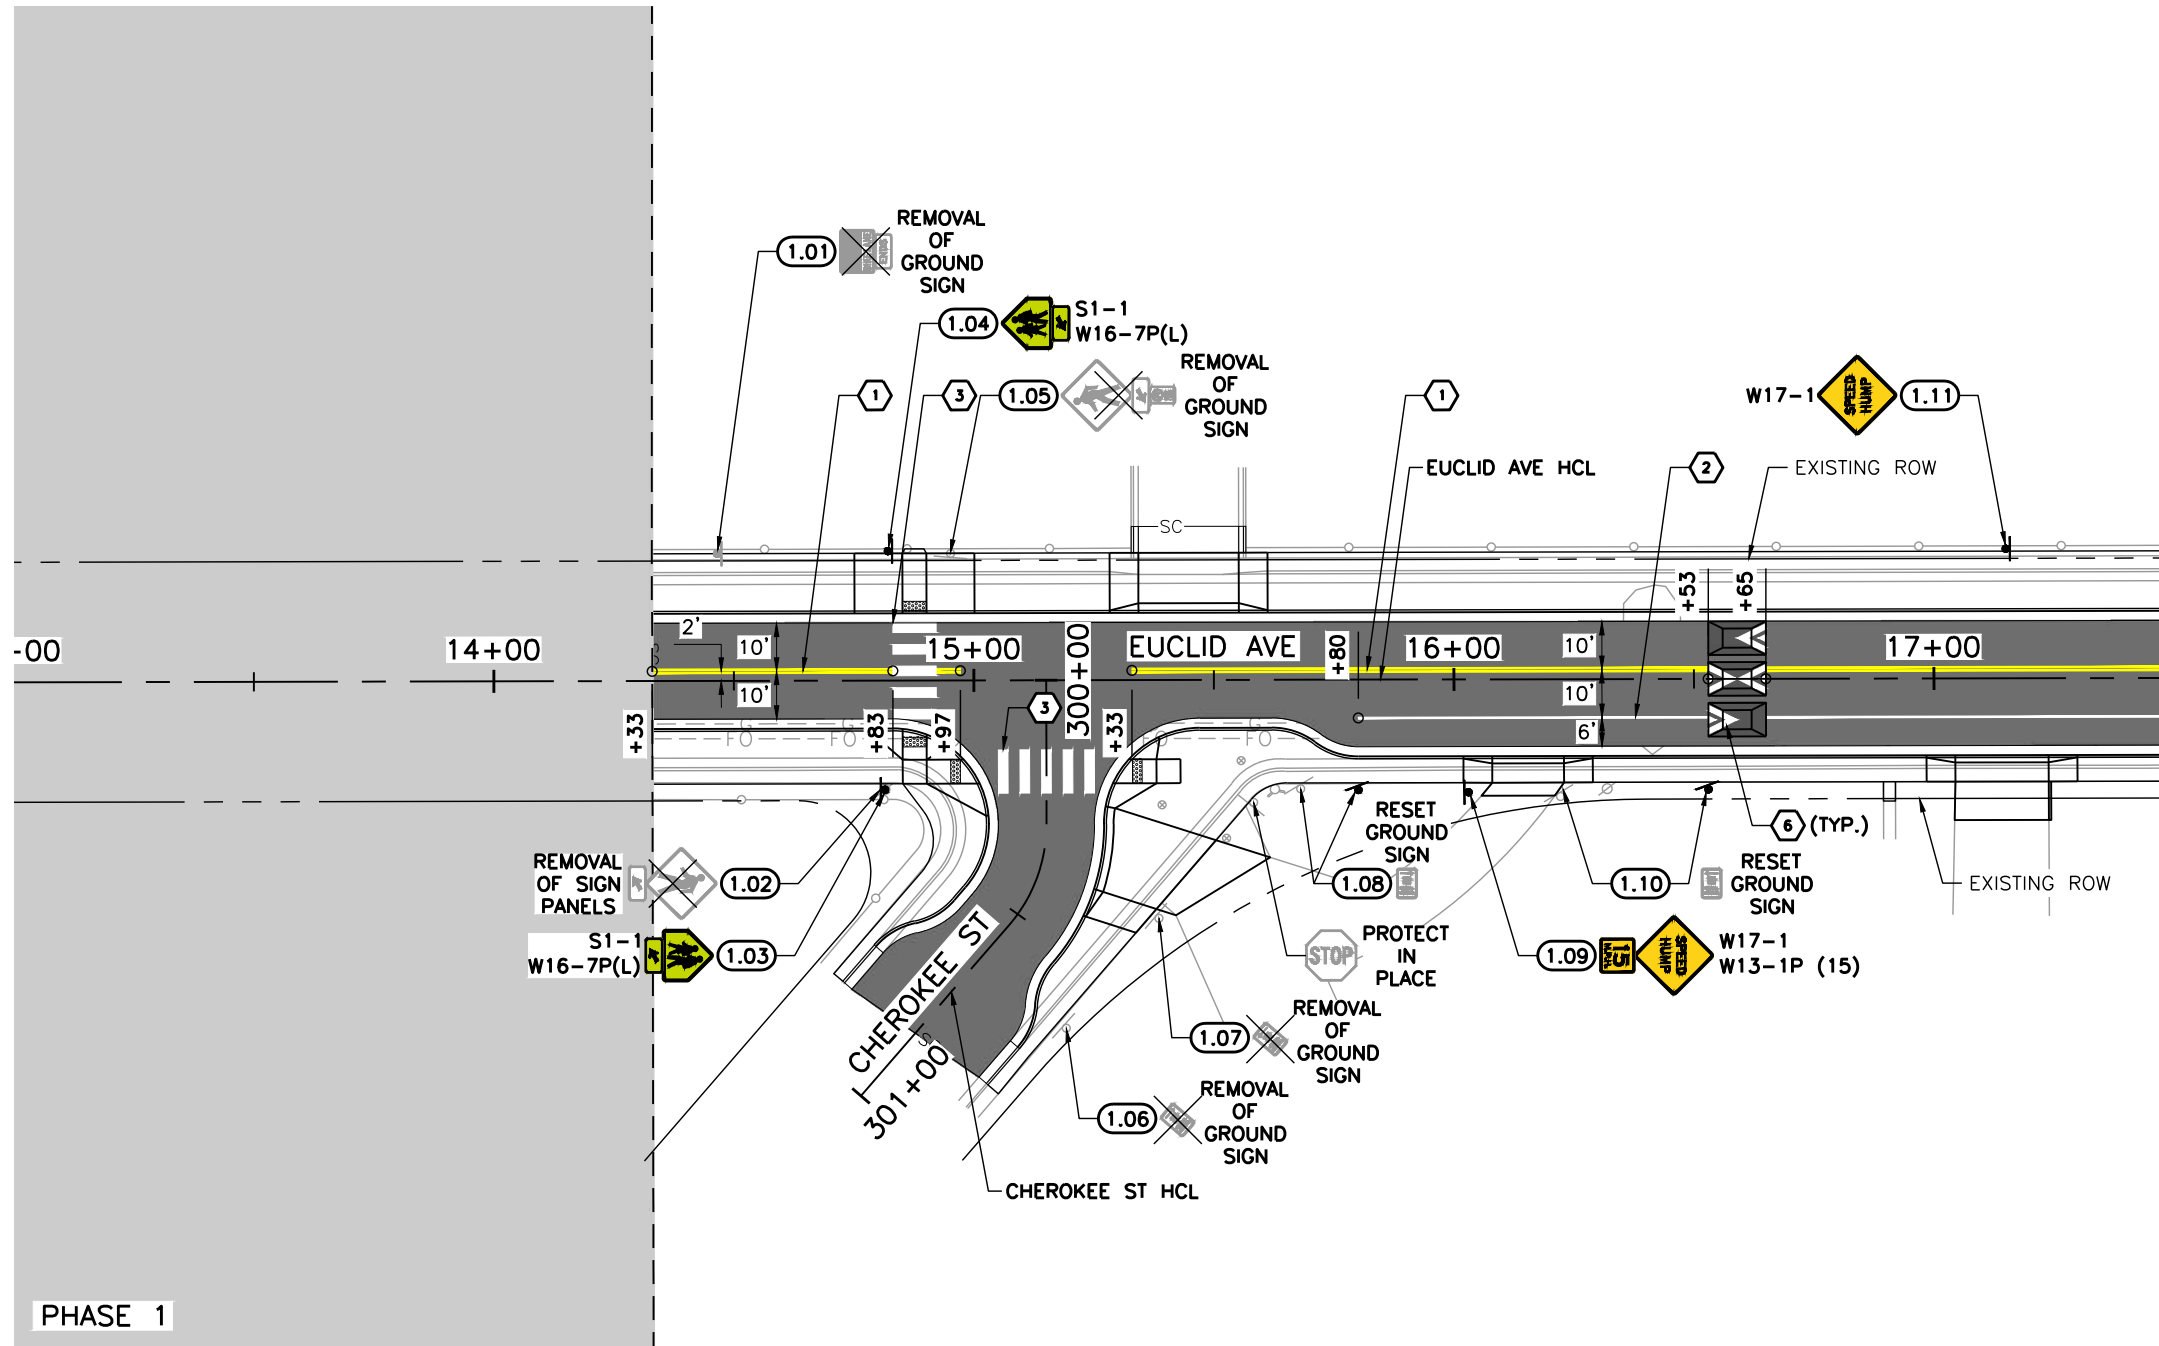 1.01
REMOVAL
OF
GROUND
SIGN
1.04
S1-1
W16-7P(L)
1
3
1.05
REMOVAL
OF
GROUND
SIGN
1
W17-1
SPEED
HUMP
1.11
EUCLID AVE HCL
2
EXISTING ROW
SC
+53
+65
2'
10'
10'
-00
14+00
15+00
300+00
EUCLID AVE
+80
16+00
10'
10'
6'
17+00
+33
G
FO
FO
+83
+97
3
+33
FO
G
FO
6
(TYP.)
REMOVAL
OF SIGN
PANELS
1.02
S1-1
W16-7P(L)
1.03
RESET
GROUND
SIGN
1.08
1.10
RESET
GROUND
SIGN
EXISTING ROW
STOP
PROTECT
IN
PLACE
1.09
15
M.P.H.
SPEED
HUMP
W17-1
W13-1P (15)
CHEROKEE ST
301+00
S
1.07
REMOVAL
OF
GROUND
SIGN
1.06
REMOVAL
OF
GROUND
SIGN
CHEROKEE ST HCL
PHASE 1